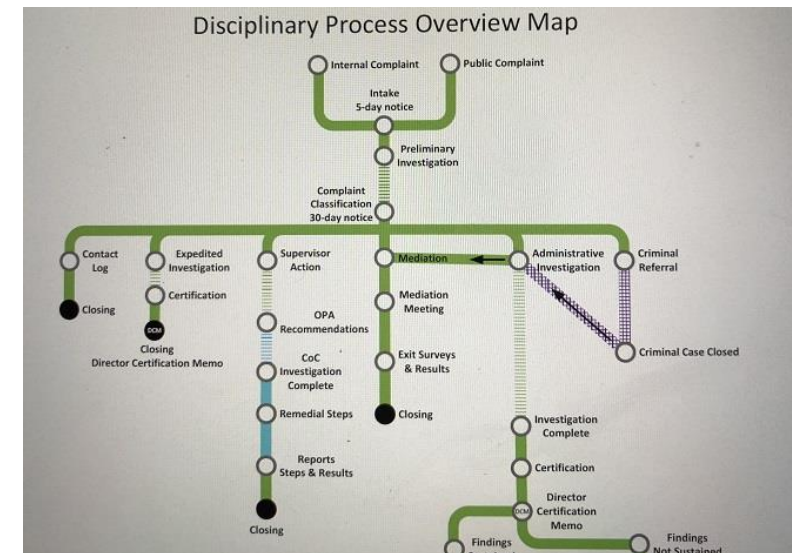 Disciplinary Process Overview Map
Internal Complaint
Public Complaint
Intake
5-day notice
Preliminary
Investigation
Complaint
Classification
30-day notice
Contact
Log
Expedited
Investigation
Supervisor
Action
Mediation
Administrative
Investigation
Criminal
Referral
Closing
Certification
DCM
Closing
Director Certification Memo
OPA
Recommendations
CoC
Investigation
Complete
Remedial Steps
Reports
Steps & Results
Closing
Mediation
Meeting
Exit Surveys
& Results
Closing
Criminal Case Closed
Investigation
Complete
Certification
DCM
Director
Certification
Memo
Findings
Findings
Not Sustained